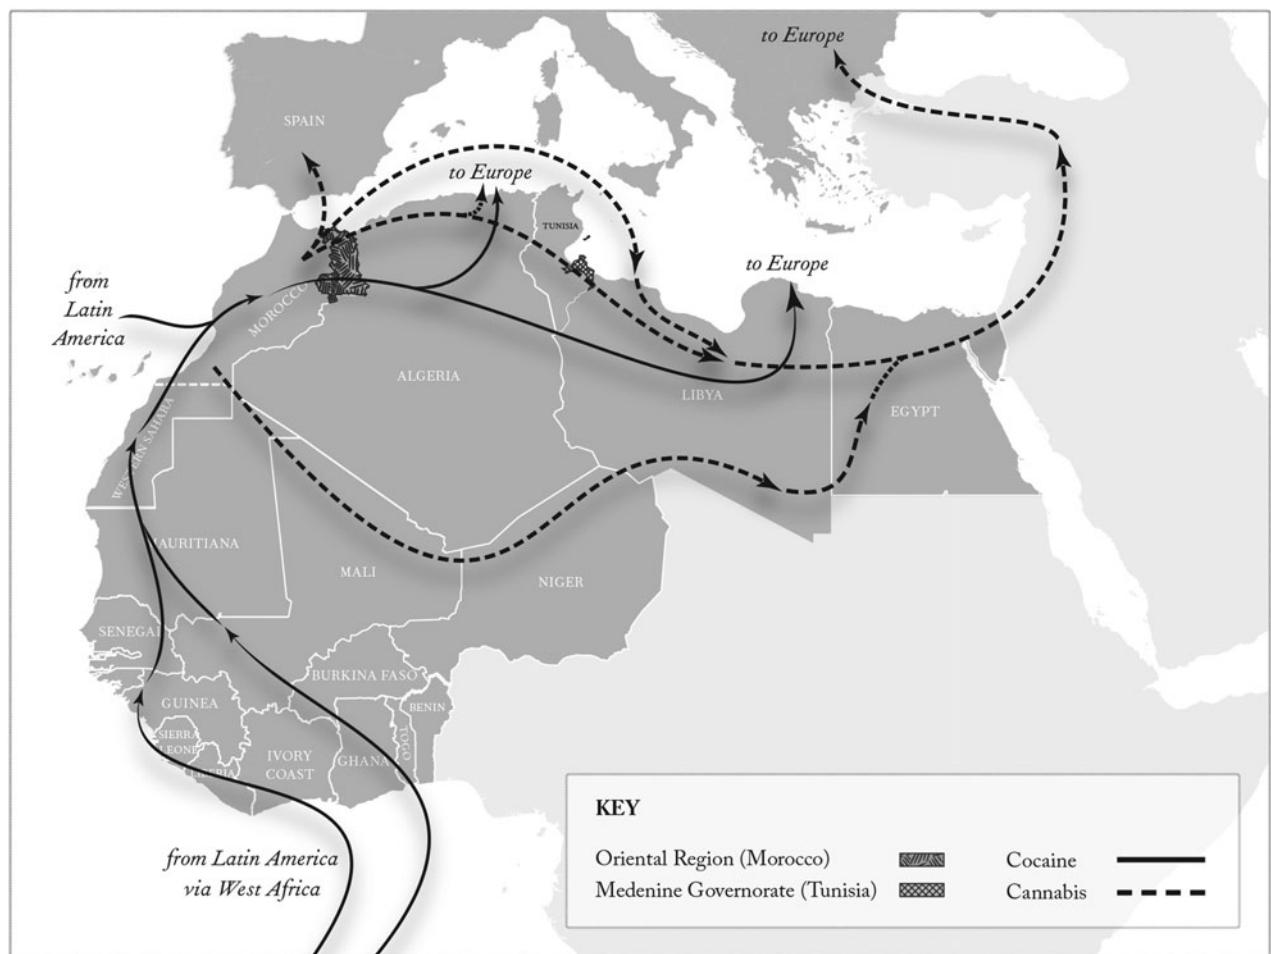 to Europe
SPAIN
to Europe
TUNISIA
to Europe
from
Latin
America
MOROCCO
ALGERIA
LIBYA
EGYPT
WESTERN SAHARA
MAURITIANA
MALI
NIGER
SENEGAL
BURKINA FASO
GUINEA
BENIN
SIERRA
LEONE
TOGO
IVORY
COAST
GHANA
LIBERIA
KEY
Oriental Region (Morocco)
Cocaine
Medenine Governorate (Tunisia)
Cannabis
from Latin America
via West Africa